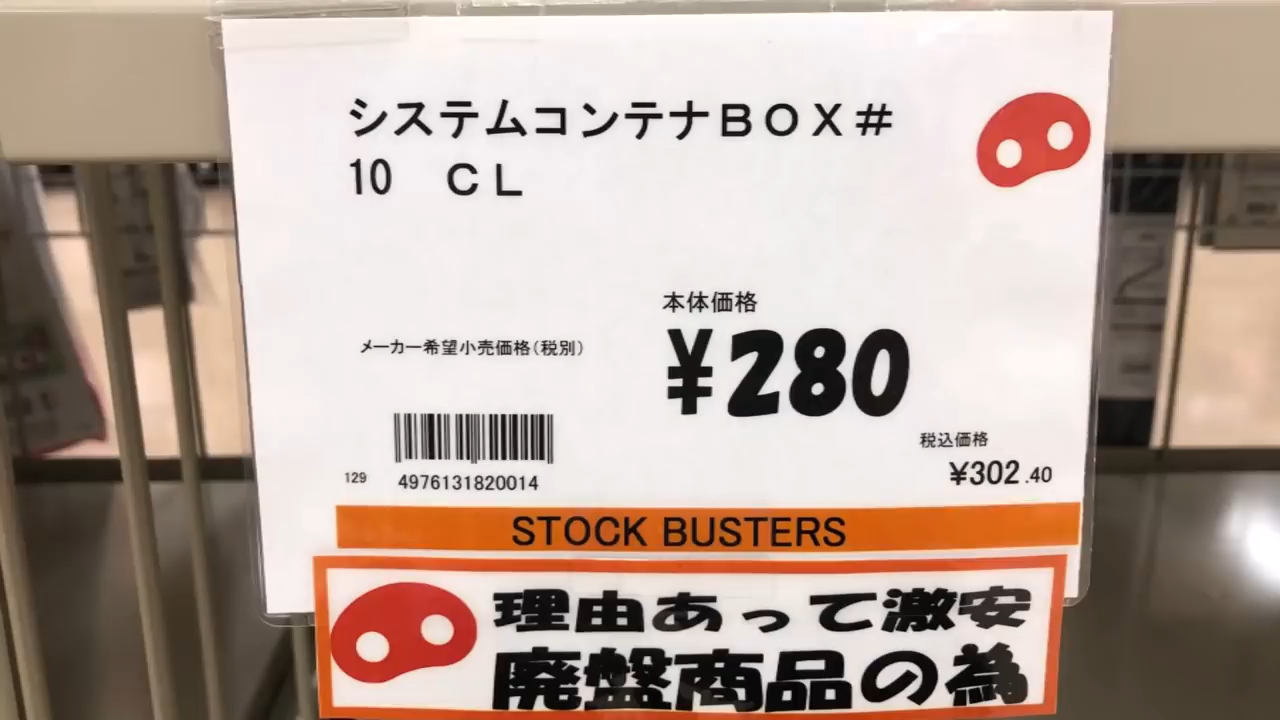 システムコンテナＢＯＸ＃
10　ＣＬ
本体価格
¥280
メーカー希望小売価格(税別)
税込価格
¥302.40
129
4976131820014
STOCK BUSTERS
理由あって激安
廃盤商品の為